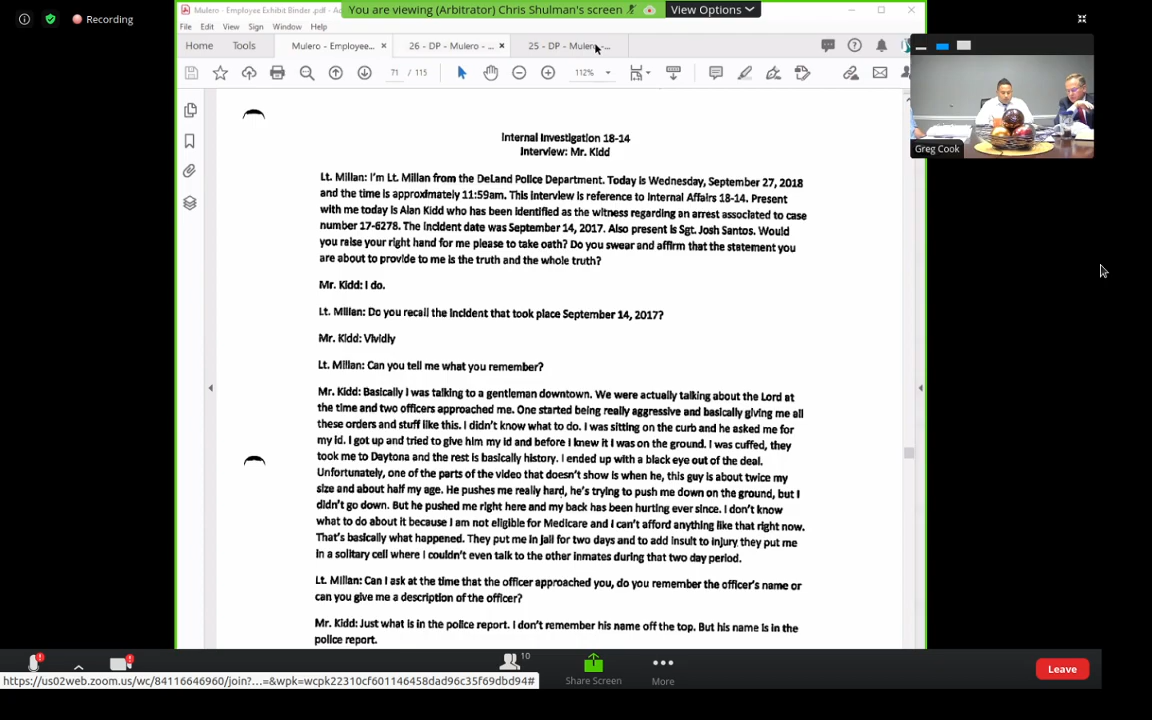 Recording
Mulero - Employee Exhibit Binder.pdf - Adobe
You are viewing (Arbitrator) Chris Shulman's screen
View Options
File Edit View Sign Window Help
Home Tools Mulero - Employee... × 26 - DP - Mulero - ... × 25 - DP - Mulero -...
71 / 115 112%
Greg Cook
Internal Investigation 18-14
Interview: Mr. Kidd
Lt. Millan: I'm Lt. Millan from the DeLand Police Department. Today is Wednesday, September 27, 2018
and the time is approximately 11:59am. This interview is reference to Internal Affairs 18-14. Present
with me today is Alan Kidd who has been identified as the witness regarding an arrest associated to case
number 17-6278. The incident date was September 14, 2017. Also present is Sgt. Josh Santos. Would
you raise your right hand for me please to take oath? Do you swear and affirm that the statement you
are about to provide to me is the truth and the whole truth?
Mr. Kidd: I do.
Lt. Millan: Do you recall the incident that took place September 14, 2017?
Mr. Kidd: Vividly
Lt. Millan: Can you tell me what you remember?
Mr. Kidd: Basically I was talking to a gentleman downtown. We were actually talking about the Lord at
the time and two officers approached me. One started being really aggressive and basically giving me all
these orders and stuff like this. I didn't know what to do. I was sitting on the curb and he asked me for
my id. I got up and tried to give him my id and before I knew it I was on the ground. I was cuffed, they
took me to Daytona and the rest is basically history. I ended up with a black eye out of the deal.
Unfortunately, one of the parts of the video that doesn't show is when he, this guy is about twice my
size and about half my age. He pushes me really hard, he's trying to push me down on the ground, but I
didn't go down. But he pushed me right here and my back has been hurting ever since. I don't know
what to do about it because I am not eligible for Medicare and I can't afford anything like that right now.
That's basically what happened. They put me in jail for two days and to add insult to injury they put me
in a solitary cell where I couldn't even talk to the other inmates during that two day period.
Lt. Millan: Can I ask at the time that the officer approached you, do you remember the officer's name or
can you give me a description of the officer?
Mr. Kidd: Just what is in the police report. I don't remember his name off the top. But his name is in the
police report.
10
https://us02web.zoom.us/wc/84116646960/join?...=&wpk=wcpk22310cf601146458dad96c35f69dbd94#
Share Screen
More
Leave